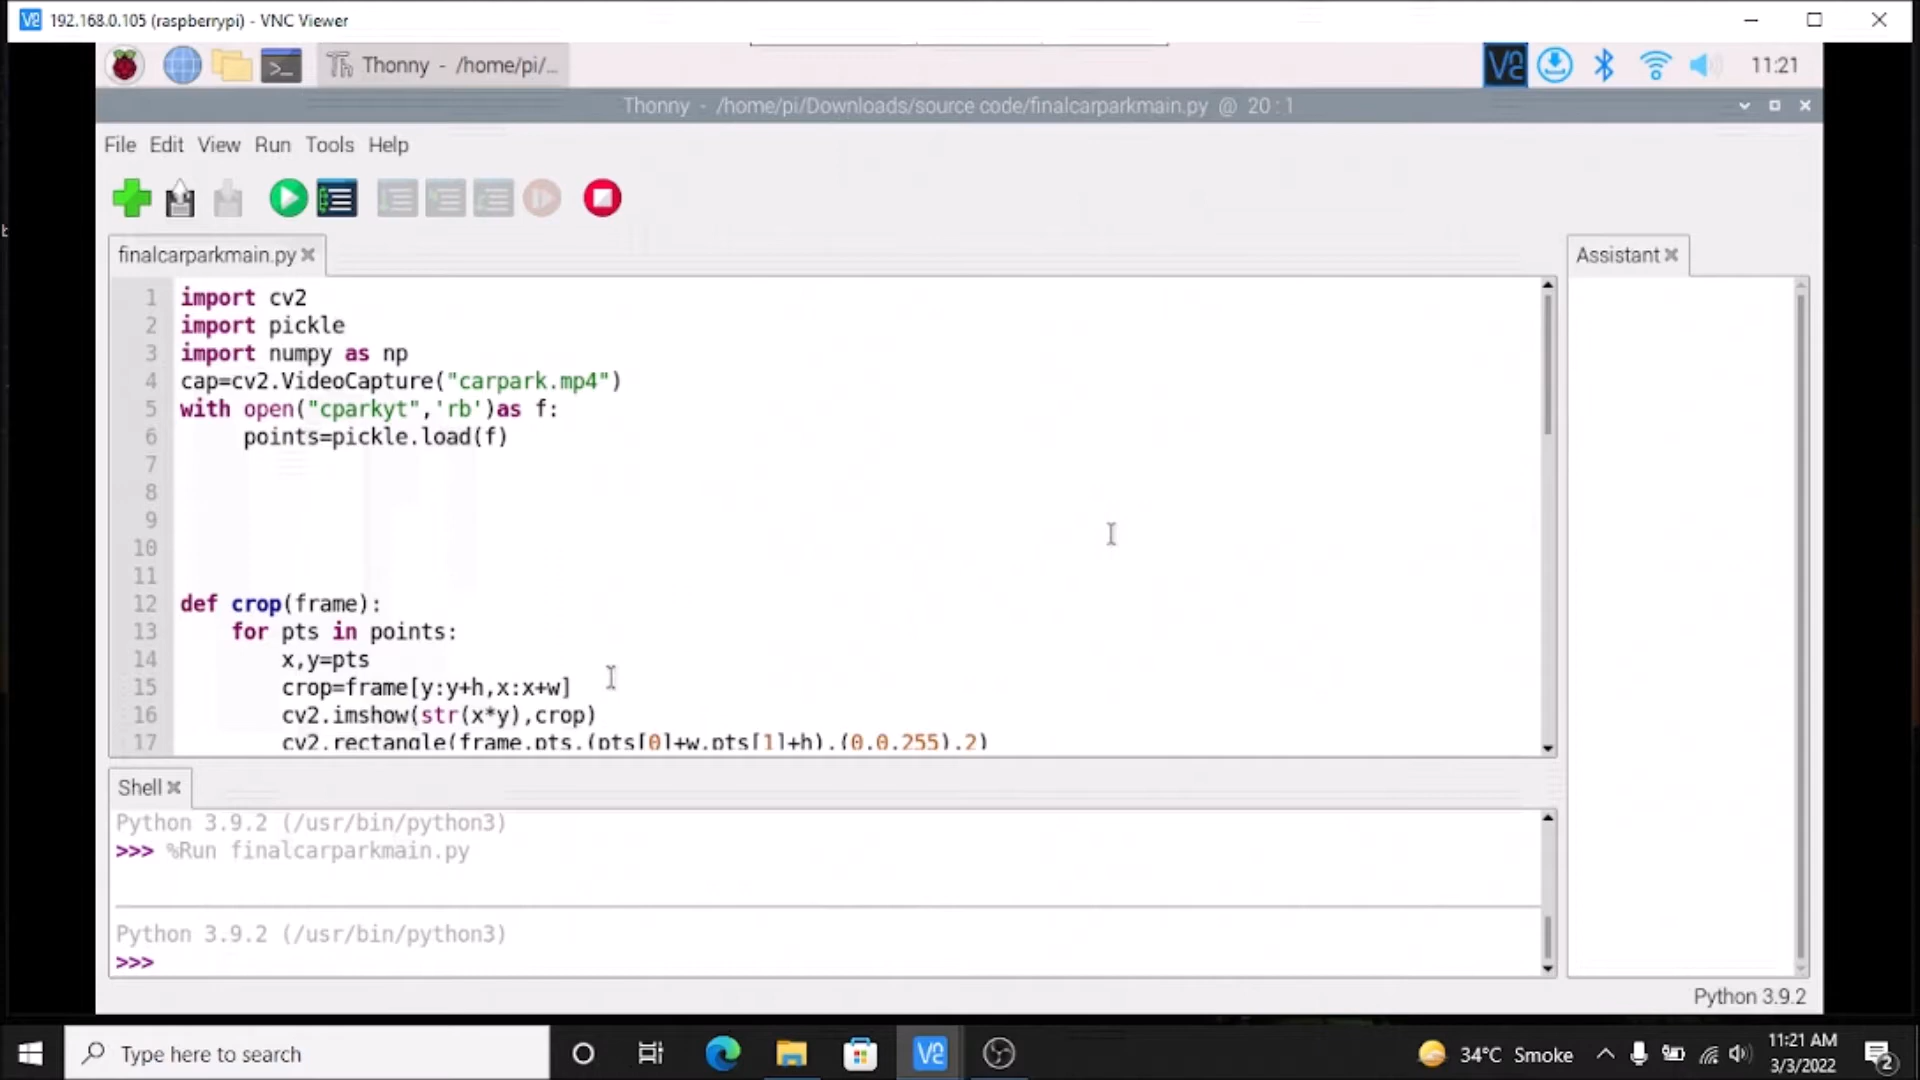 192.168.0.105 (raspberrypi) - VNC Viewer
Thonny - /home/pi/...
11:21
Thonny - /home/pi/Downloads/source code/finalcarparkmain.py @ 20 : 1
File Edit View Run Tools Help
finalcarparkmain.py
Assistant
1 import cv2
2 import pickle
3 import numpy as np
4 cap=cv2.VideoCapture("carpark.mp4")
5 with open("cparkyt",'rb')as f:
6 points=pickle.load(f)
7
8
9
10
11
12 def crop(frame):
13 for pts in points:
14 x,y=pts
15 crop=frame[y:y+h,x:x+w]
16 cv2.imshow(str(x*y),crop)
17 cv2.rectangle(frame,pts,(pts[0]+w,pts[1]+h),(0,0,255),2)
Shell
Python 3.9.2 (/usr/bin/python3)
>>> %Run finalcarparkmain.py
Python 3.9.2 (/usr/bin/python3)
>>>
Python 3.9.2
Type here to search
34°C Smoke
11:21 AM
3/3/2022
2